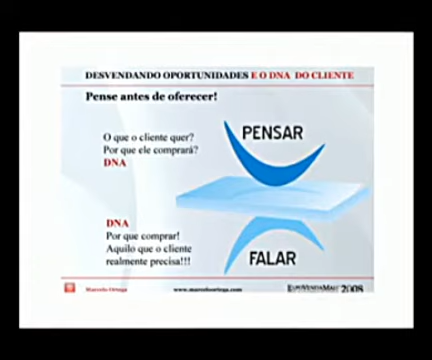 DESVENDANDO OPORTUNIDADES E O DNA DO CLIENTE
Pense antes de oferecer!
O que o cliente quer?
Por que ele comprará?
DNA
PENSAR
DNA
Por que comprar!
Aquilo que o cliente
realmente precisa!!!
FALAR
Marcelo Ortega
www.marceloortega.com
EXPOVENDAMAIS 2008